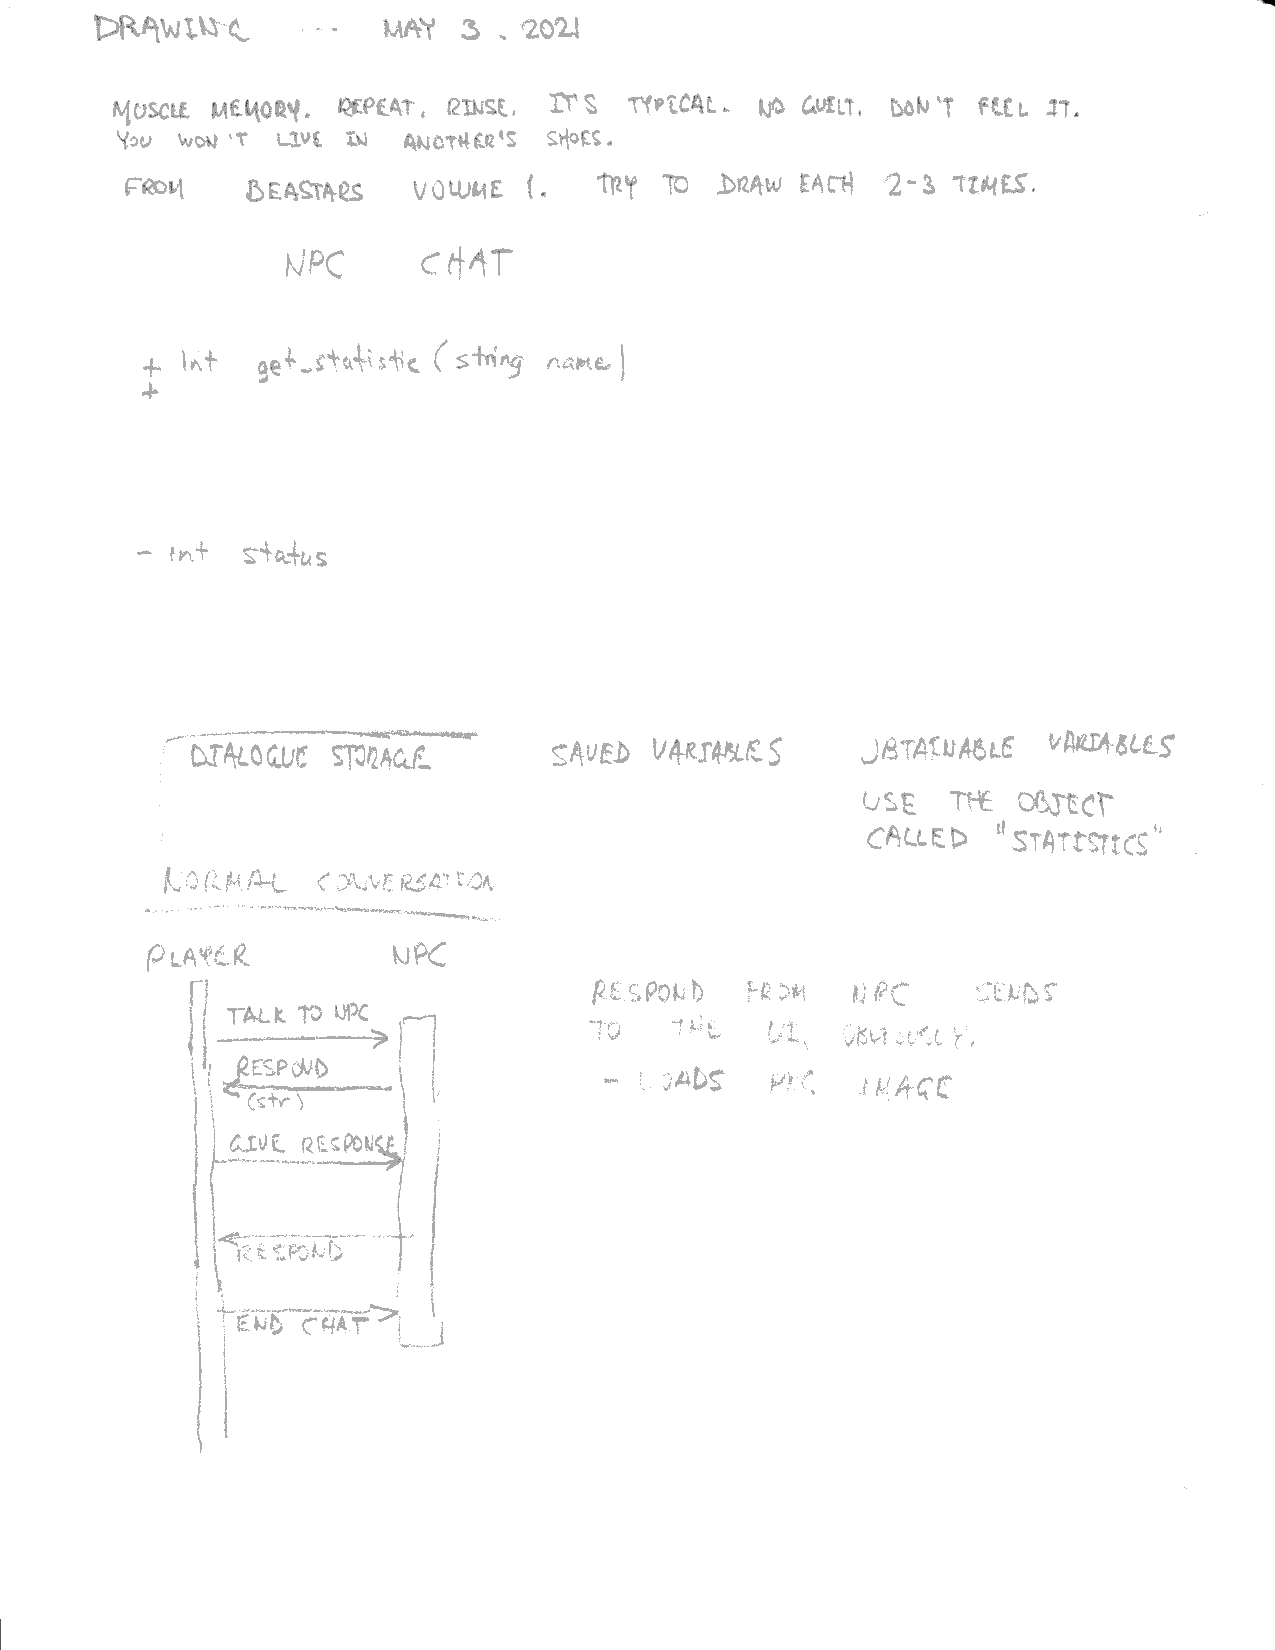 DRAWING --- MAY 3. 2021
MUSCLE MEMORY. REPEAT. RINSE. IT'S TYPICAL. NO GUILT. DON'T FEEL IT.
YOU WON'T LIVE IN ANOTHER'S SHOES.
FROM BEASTARS VOLUME 1. TRY TO DRAW EACH 2-3 TIMES.
NPC CHAT
+ int get_statistic (string name)
+
- int status
DIALOGUE STORAGE SAVED VARIABLES OBTAINABLE VARIABLES
USE THE OBJECT
CALLED "STATISTICS"
NORMAL CONVERSATION
PLAYER NPC
TALK TO NPC
RESPOND
(str)
GIVE RESPONSE
RESPOND
END CHAT
RESPOND FROM NPC SENDS
TO THE UI, OBVIOUSLY.
- LOADS NPC IMAGE